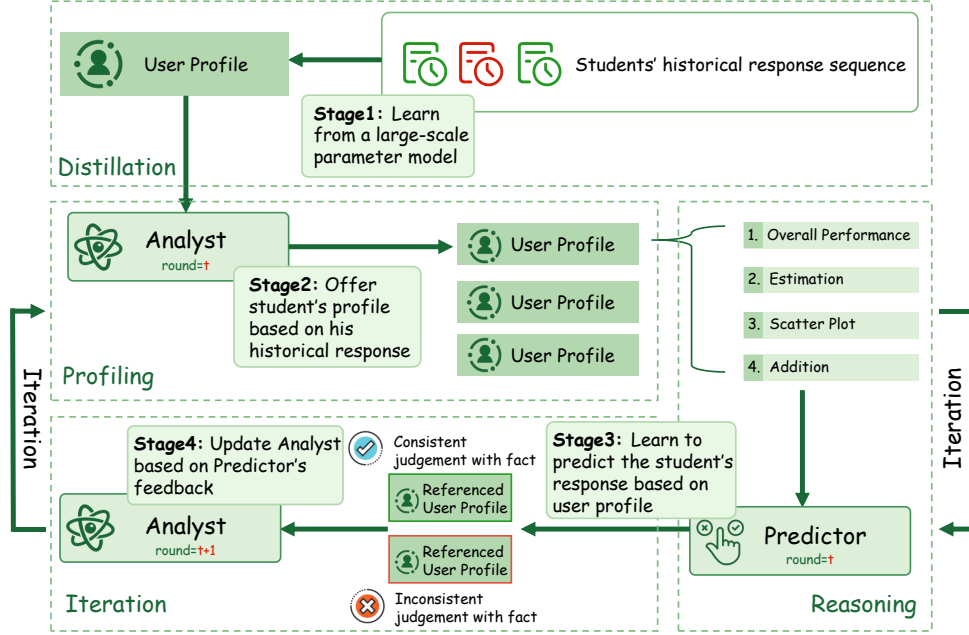 User Profile
Students' historical response sequence
Stage1: Learn
from a large-scale
parameter model
Distillation
Analyst
round=t
Stage2: Offer
student's profile
based on his
historical response
User Profile
User Profile
User Profile
Profiling
1. Overall Performance
2. Estimation
3. Scatter Plot
4. Addition
Iteration
Iteration
Stage4: Update Analyst
based on Predictor's
feedback
Consistent
judgement with fact
Stage3: Learn to
predict the student's
response based on
user profile
Referenced
User Profile
Analyst
round=t+1
Referenced
User Profile
Predictor
round=t
Iteration
Inconsistent
judgement with fact
Reasoning